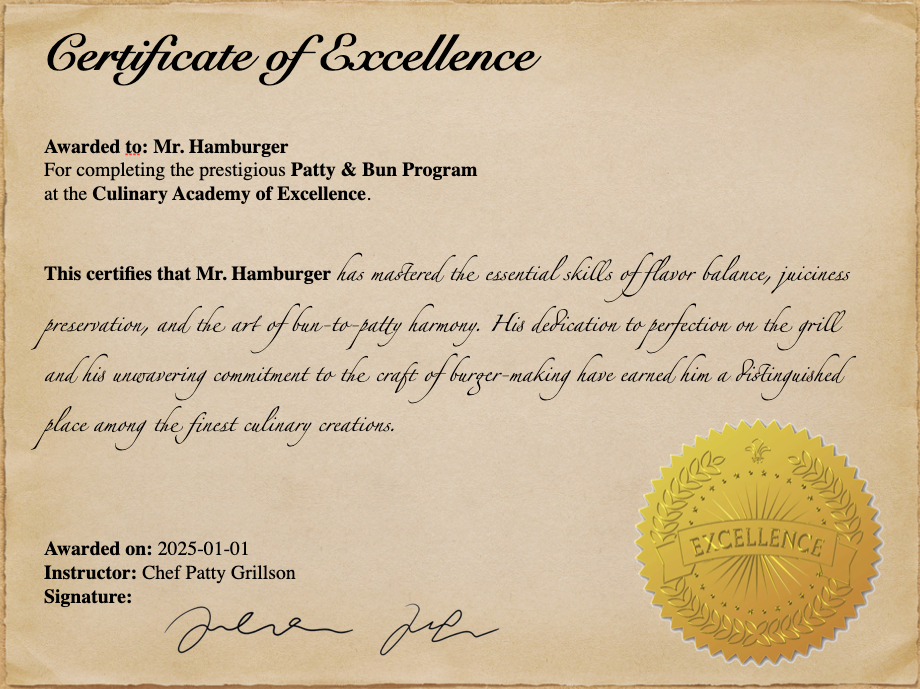 Certificate of Excellence
Awarded to: Mr. Hamburger
For completing the prestigious Patty & Bun Program
at the Culinary Academy of Excellence.
This certifies that Mr. Hamburger has mastered the essential skills of flavor balance, juiciness
preservation, and the art of bun-to-patty harmony. His dedication to perfection on the grill
and his unwavering commitment to the craft of burger-making have earned him a distinguished
place among the finest culinary creations.
EXCELLENCE
Awarded on: 2025-01-01
Instructor: Chef Patty Grillson
Signature: